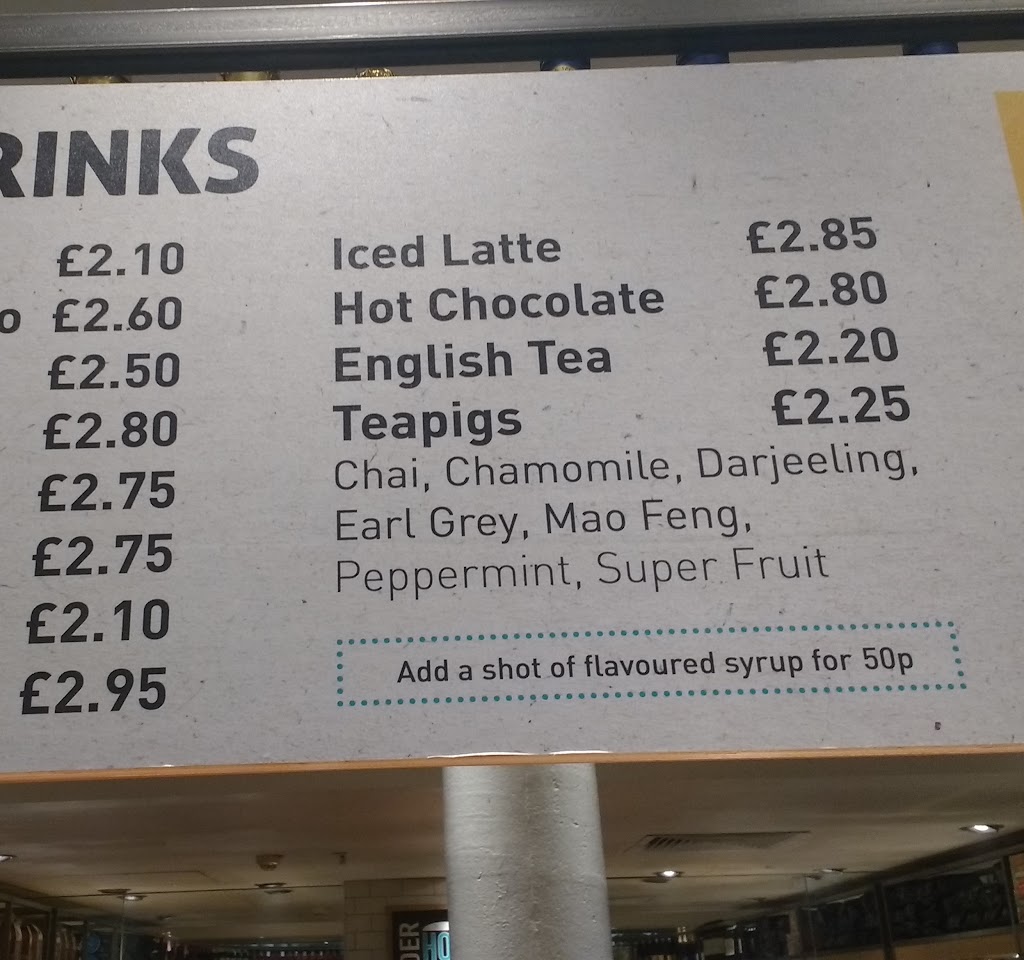 RINKS
£2.10
o £2.60
£2.50
£2.80
£2.75
£2.75
£2.10
£2.95
Iced Latte £2.85
Hot Chocolate £2.80
English Tea £2.20
Teapigs £2.25
Chai, Chamomile, Darjeeling,
Earl Grey, Mao Feng,
Peppermint, Super Fruit
Add a shot of flavoured syrup for 50p
DER
HO